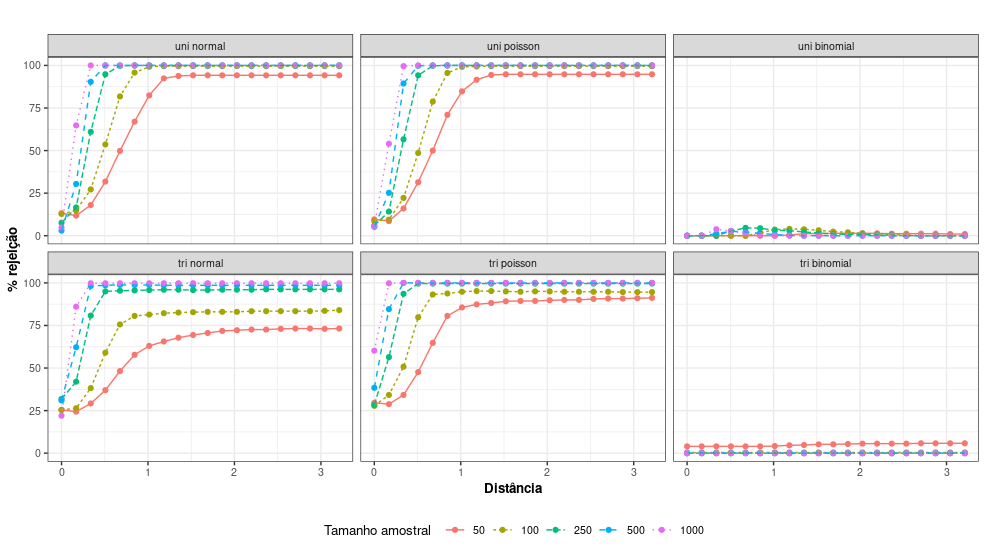 uni normal uni poisson uni binomial
100
75
50
25
0
tri normal tri poisson tri binomial
100
75
50
25
0
% rejeição
0 1 2 3 0 1 2 3 0 1 2 3
Distância
Tamanho amostral 50 100 250 500 1000